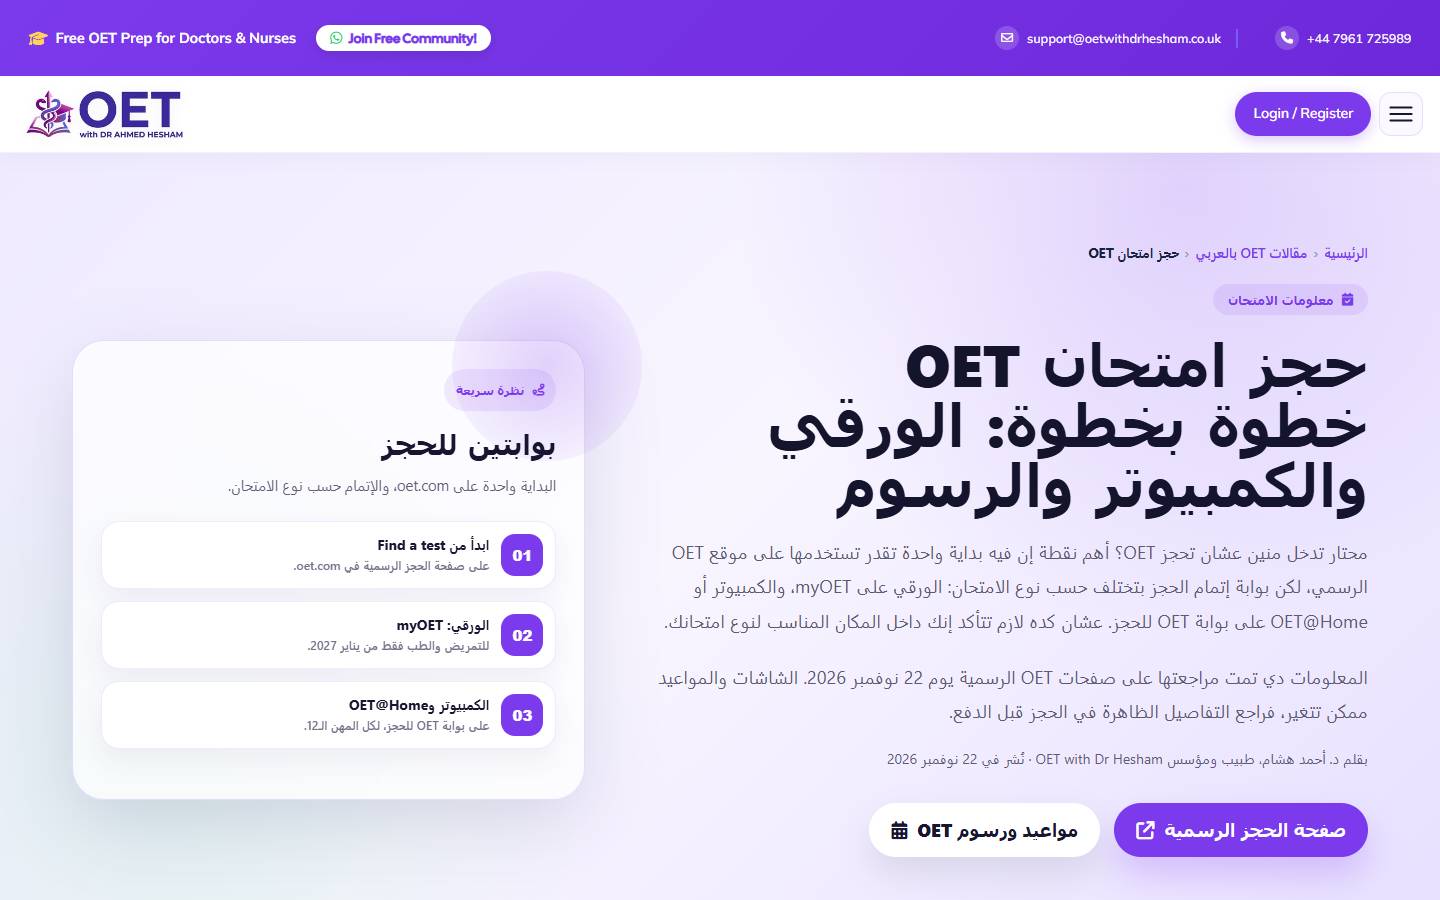 Free OET Prep for Doctors & Nurses
Join Free Community!
support@oetwithdrhesham.co.uk
+44 7961 725989
OET
with DR AHMED HESHAM
Login / Register
الرئيسية › مقالات OET بالعربي › حجز امتحان OET
معلومات الامتحان
حجز امتحان OET
خطوة بخطوة: الورقي
والكمبيوتر والرسوم
محتار تدخل منين عشان تحجز OET؟ أهم نقطة إن فيه بداية واحدة تقدر تستخدمها على موقع OET
الرسمي، لكن بوابة إتمام الحجز بتختلف حسب نوع الامتحان: الورقي على myOET، والكمبيوتر أو
OET@Home على بوابة OET للحجز. عشان كده لازم تتأكد إنك داخل المكان المناسب لنوع امتحانك.
المعلومات دي تمت مراجعتها على صفحات OET الرسمية يوم 22 نوفمبر 2026. الشاشات والمواعيد
ممكن تتغير، فراجع التفاصيل الظاهرة في الحجز قبل الدفع.
بقلم د. أحمد هشام، طبيب ومؤسس OET with Dr Hesham · نُشر في 22 نوفمبر 2026
صفحة الحجز الرسمية
مواعيد ورسوم OET
نظرة سريعة
بوابتين للحجز
البداية واحدة على oet.com، والإتمام حسب نوع الامتحان.
01
ابدأ من Find a test
على صفحة الحجز الرسمية في oet.com.
02
الورقي: myOET
للتمريض والطب فقط من يناير 2027.
03
الكمبيوتر وOET@Home
على بوابة OET للحجز، لكل المهن الـ12.